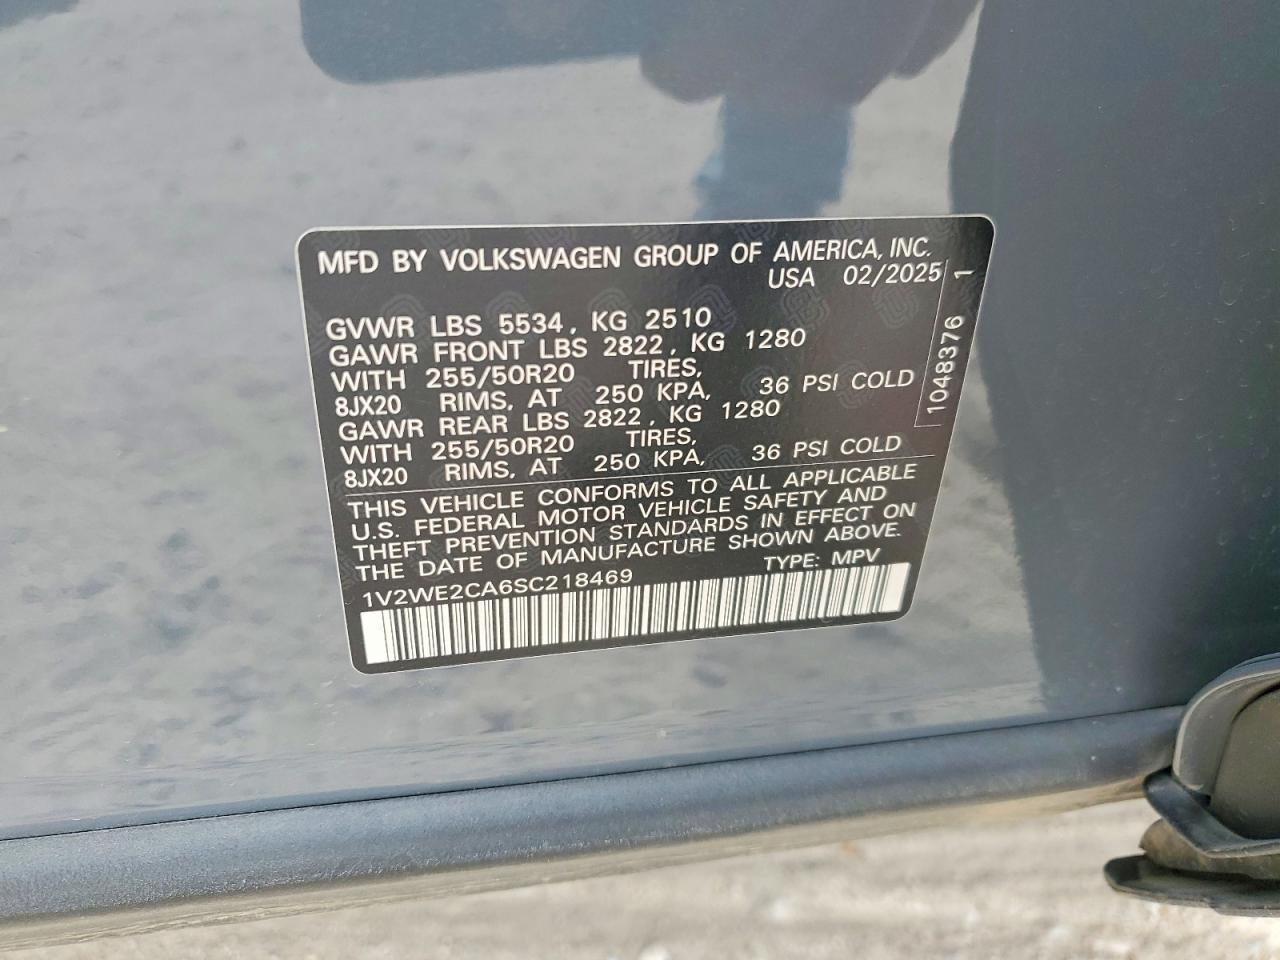 MFD BY VOLKSWAGEN GROUP OF AMERICA, INC.
USA 02/2025
GVWR LBS 5534, KG 2510
GAWR FRONT LBS 2822, KG 1280
WITH 255/50R20 TIRES,
8JX20 RIMS, AT 250 KPA, 36 PSI COLD
GAWR REAR LBS 2822, KG 1280
WITH 255/50R20 TIRES,
8JX20 RIMS, AT 250 KPA, 36 PSI COLD
THIS VEHICLE CONFORMS TO ALL APPLICABLE
U.S. FEDERAL MOTOR VEHICLE SAFETY AND
THEFT PREVENTION STANDARDS IN EFFECT ON
THE DATE OF MANUFACTURE SHOWN ABOVE.
1V2WE2CA6SC218469 TYPE: MPV
1048376 1